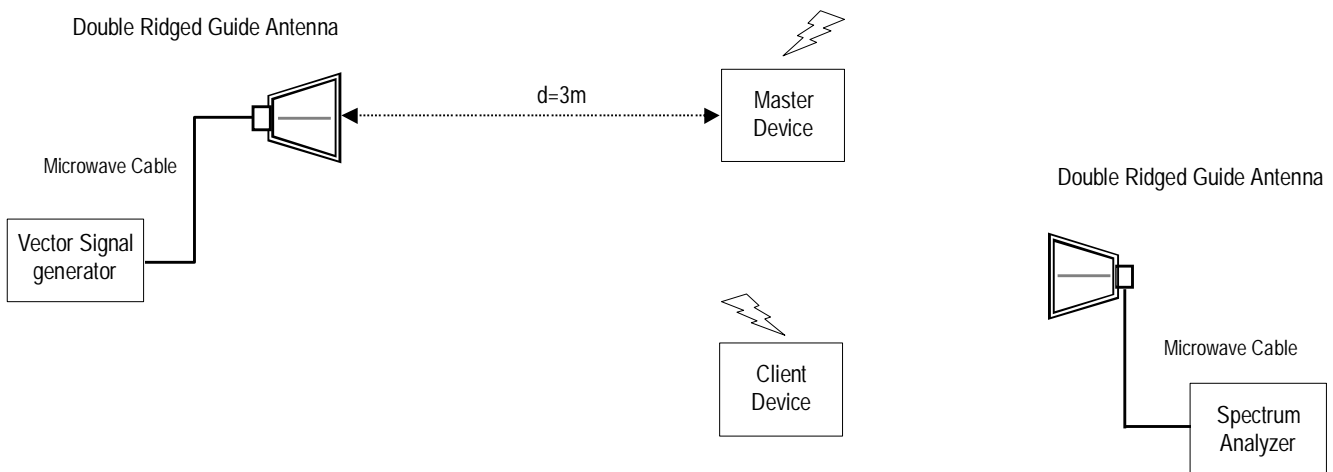 Double Ridged Guide Antenna
d=3m
Master
Device
Microwave Cable
Double Ridged Guide Antenna
Vector Signal
generator
Client
Device
Microwave Cable
Spectrum
Analyzer